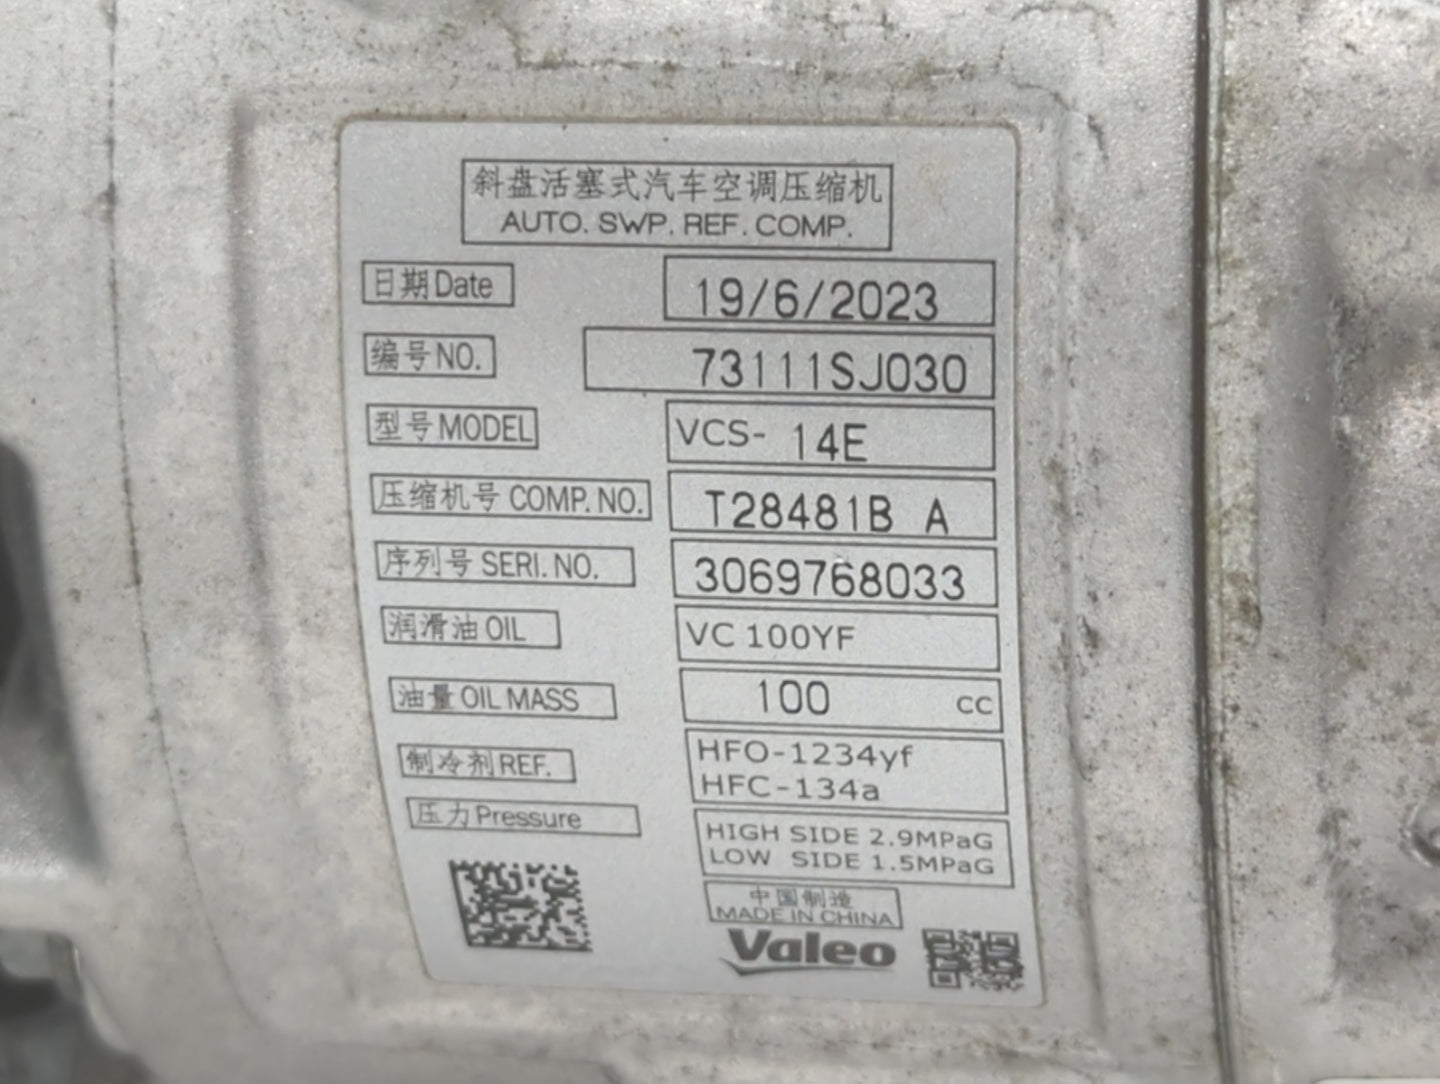 斜盘活塞式汽车空调压缩机
AUTO. SWP. REF. COMP.
日期Date 19/6/2023
编号NO. 73111SJ030
型号MODEL VCS- 14E
压缩机号 COMP. NO. T28481B A
序列号 SERI. NO. 3069768033
润滑油 OIL VC 100YF
油量 OIL MASS 100 CC
制冷剂 REF. HFO-1234yf
HFC-134a
压力 Pressure HIGH SIDE 2.9MPaG
LOW SIDE 1.5MPaG
中国制造
MADE IN CHINA
Valeo